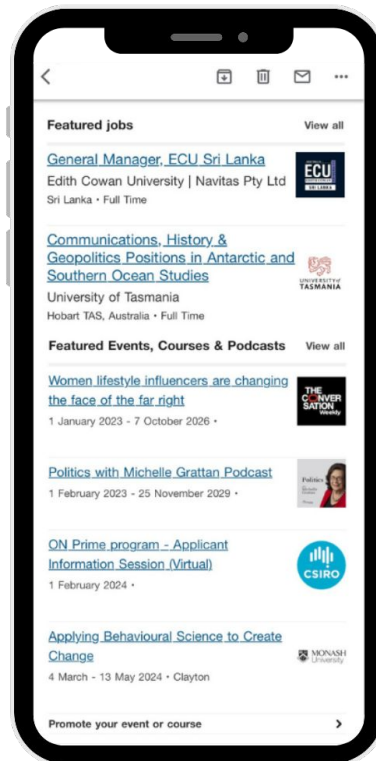 Featured jobs View all
General Manager, ECU Sri Lanka
Edith Cowan University | Navitas Pty Ltd
Sri Lanka • Full Time
ECU
SRI LANKA
Communications, History &
Geopolitics Positions in Antarctic and
Southern Ocean Studies
University of Tasmania
Hobart TAS, Australia • Full Time
UNIVERSITY of
TASMANIA
Featured Events, Courses & Podcasts View all
Women lifestyle influencers are changing
the face of the far right
1 January 2023 - 7 October 2026 •
THE
CONVER
SATION
Weekly
Politics with Michelle Grattan Podcast
1 February 2023 - 25 November 2029 •
Politics
ON Prime program - Applicant
Information Session (Virtual)
1 February 2024 •
CSIRO
Applying Behavioural Science to Create
Change
4 March - 13 May 2024 • Clayton
MONASH
University
Promote your event or course